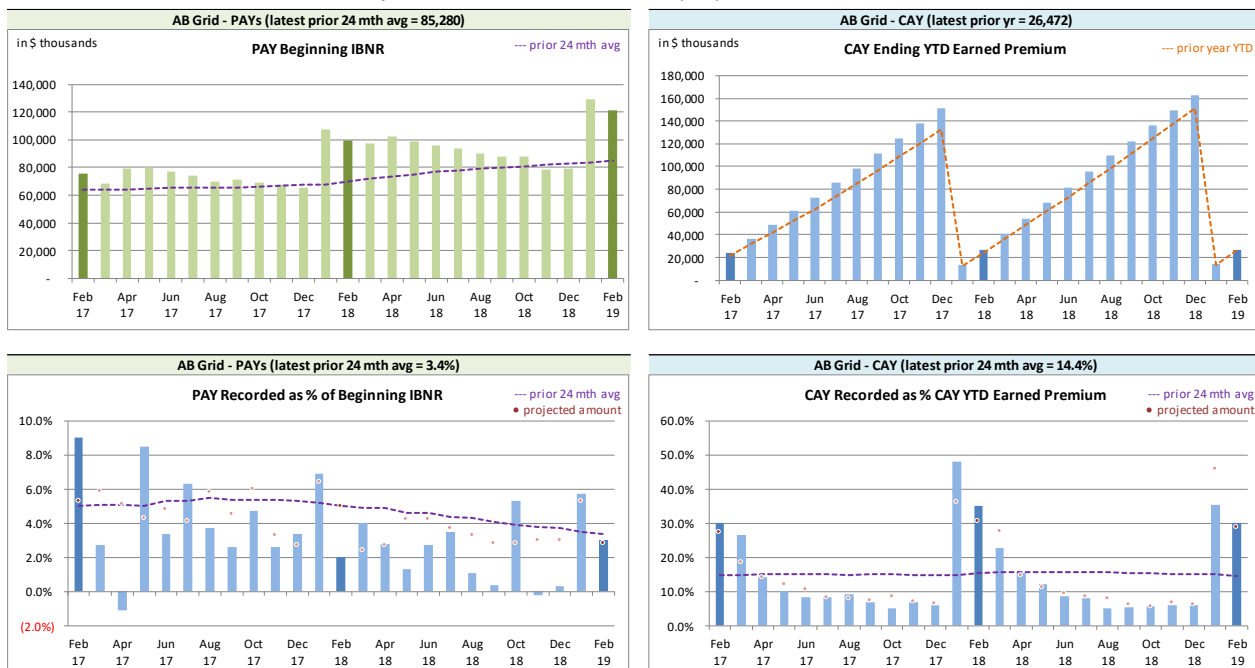 AB Grid - PAYs (latest prior 24 mth avg = 85,280)
in $ thousands
PAY Beginning IBNR
--- prior 24 mth avg
140,000
120,000
100,000
80,000
60,000
40,000
20,000
-
Feb Apr Jun Aug Oct Dec Feb Apr Jun Aug Oct Dec Feb
17 17 17 17 17 17 18 18 18 18 18 18 19
AB Grid - CAY (latest prior yr = 26,472)
in $ thousands
CAY Ending YTD Earned Premium
--- prior year YTD
180,000
160,000
140,000
120,000
100,000
80,000
60,000
40,000
20,000
-
Feb Apr Jun Aug Oct Dec Feb Apr Jun Aug Oct Dec Feb
17 17 17 17 17 17 18 18 18 18 18 18 19
AB Grid - PAYs (latest prior 24 mth avg = 3.4%)
PAY Recorded as % of Beginning IBNR
--- prior 24 mth avg
• projected amount
10.0%
8.0%
6.0%
4.0%
2.0%
0.0%
(2.0%)
Feb Apr Jun Aug Oct Dec Feb Apr Jun Aug Oct Dec Feb
17 17 17 17 17 17 18 18 18 18 18 18 19
AB Grid - CAY (latest prior 24 mth avg = 14.4%)
CAY Recorded as % CAY YTD Earned Premium
--- prior 24 mth avg
• projected amount
60.0%
50.0%
40.0%
30.0%
20.0%
10.0%
0.0%
Feb Apr Jun Aug Oct Dec Feb Apr Jun Aug Oct Dec Feb
17 17 17 17 17 17 18 18 18 18 18 18 19